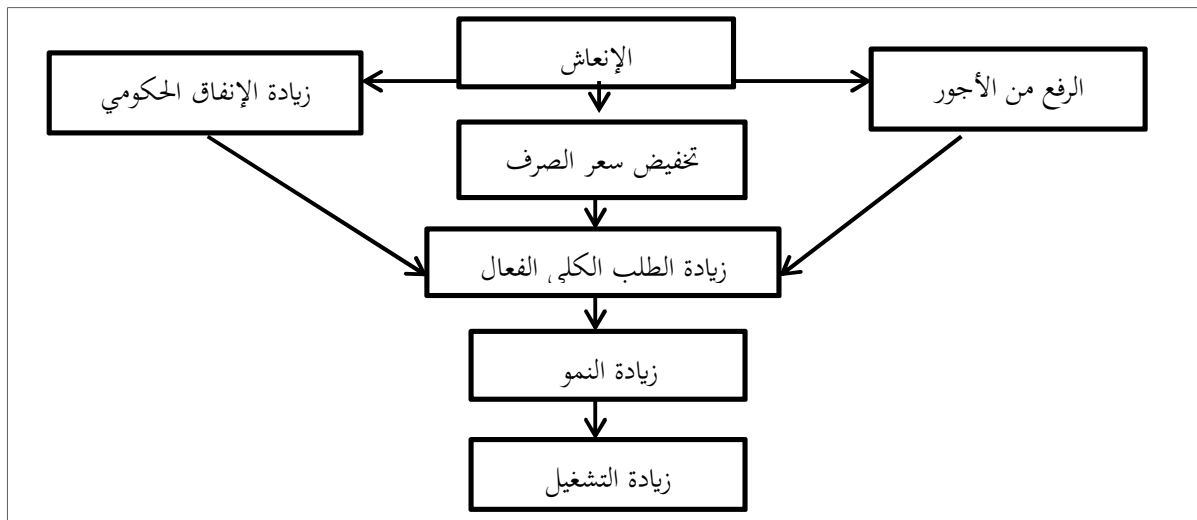 الإنعاش
الرفع من الأجور
زيادة الإنفاق الحكومي
تخفيض سعر الصرف
زيادة الطلب الكلي الفعال
زيادة النمو
زيادة التشغيل